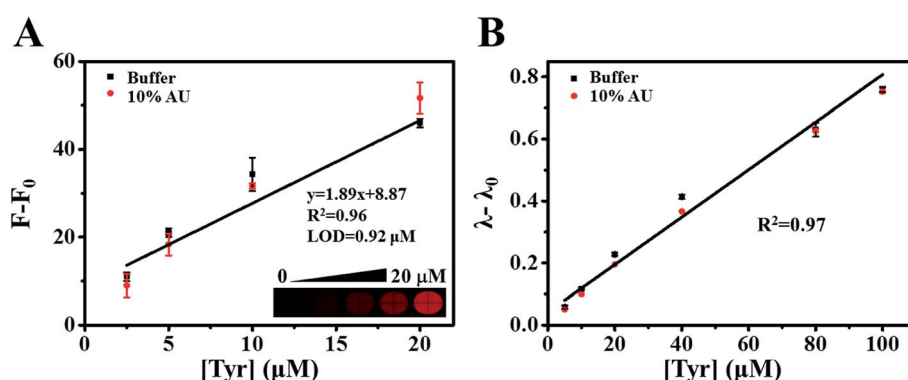 A
Buffer
10% AU
60
40
20
0
F-F₀
y=1.89x+8.87
R²=0.96
LOD=0.92 µM
0
20 µM
5
10
15
20
[Tyr] (µM)
B
Buffer
10% AU
0.8
0.6
0.4
0.2
0.0
λ- λ₀
R²=0.97
0
20
40
60
80
100
[Tyr] (µM)